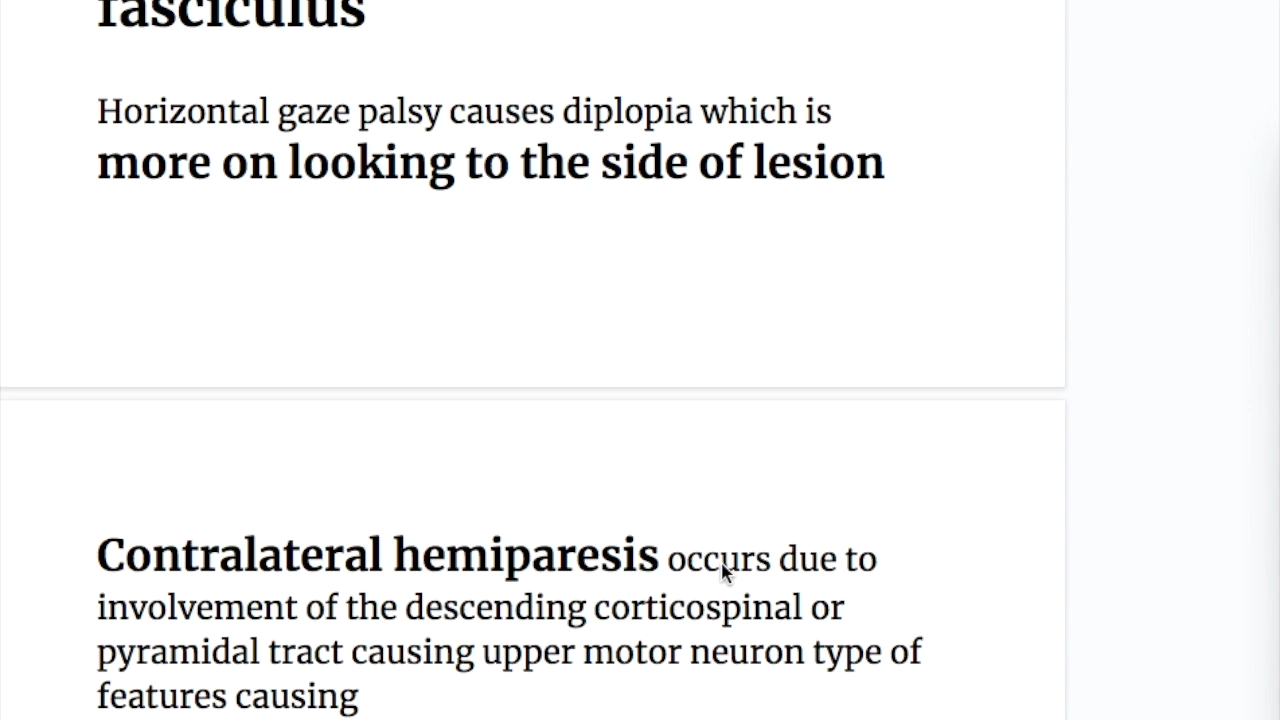 fasciculus
Horizontal gaze palsy causes diplopia which is
more on looking to the side of lesion
Contralateral hemiparesis occurs due to
involvement of the descending corticospinal or
pyramidal tract causing upper motor neuron type of
features causing